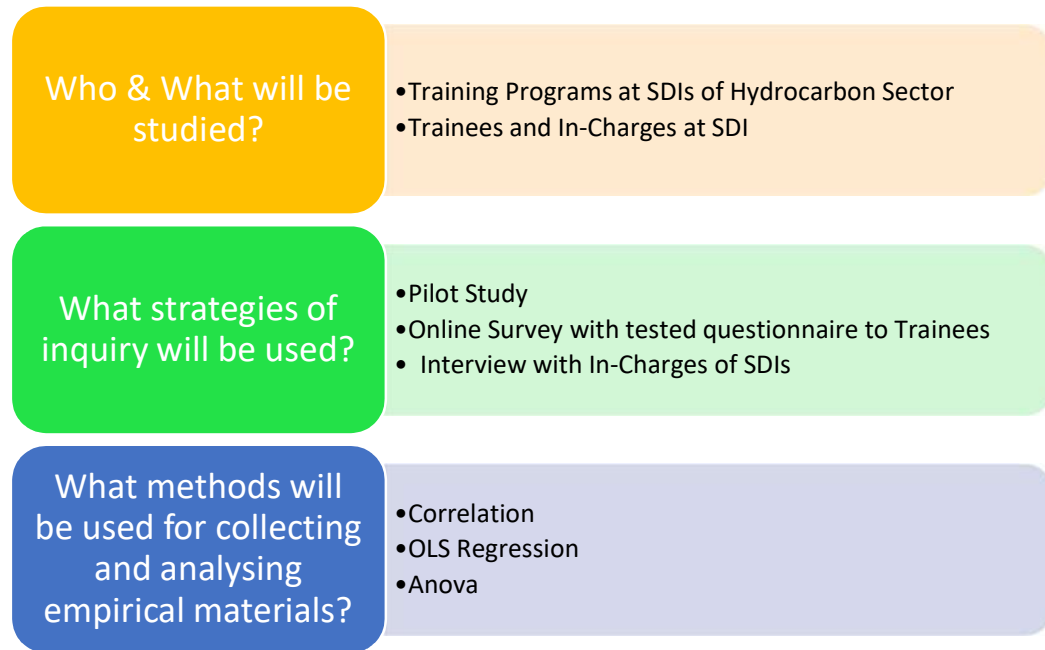 Who & What will be
studied?
•Training Programs at SDIs of Hydrocarbon Sector
•Trainees and In-Charges at SDI
What strategies of
inquiry will be used?
•Pilot Study
•Online Survey with tested questionnaire to Trainees
• Interview with In-Charges of SDIs
What methods will
be used for collecting
and analysing
empirical materials?
•Correlation
•OLS Regression
•Anova